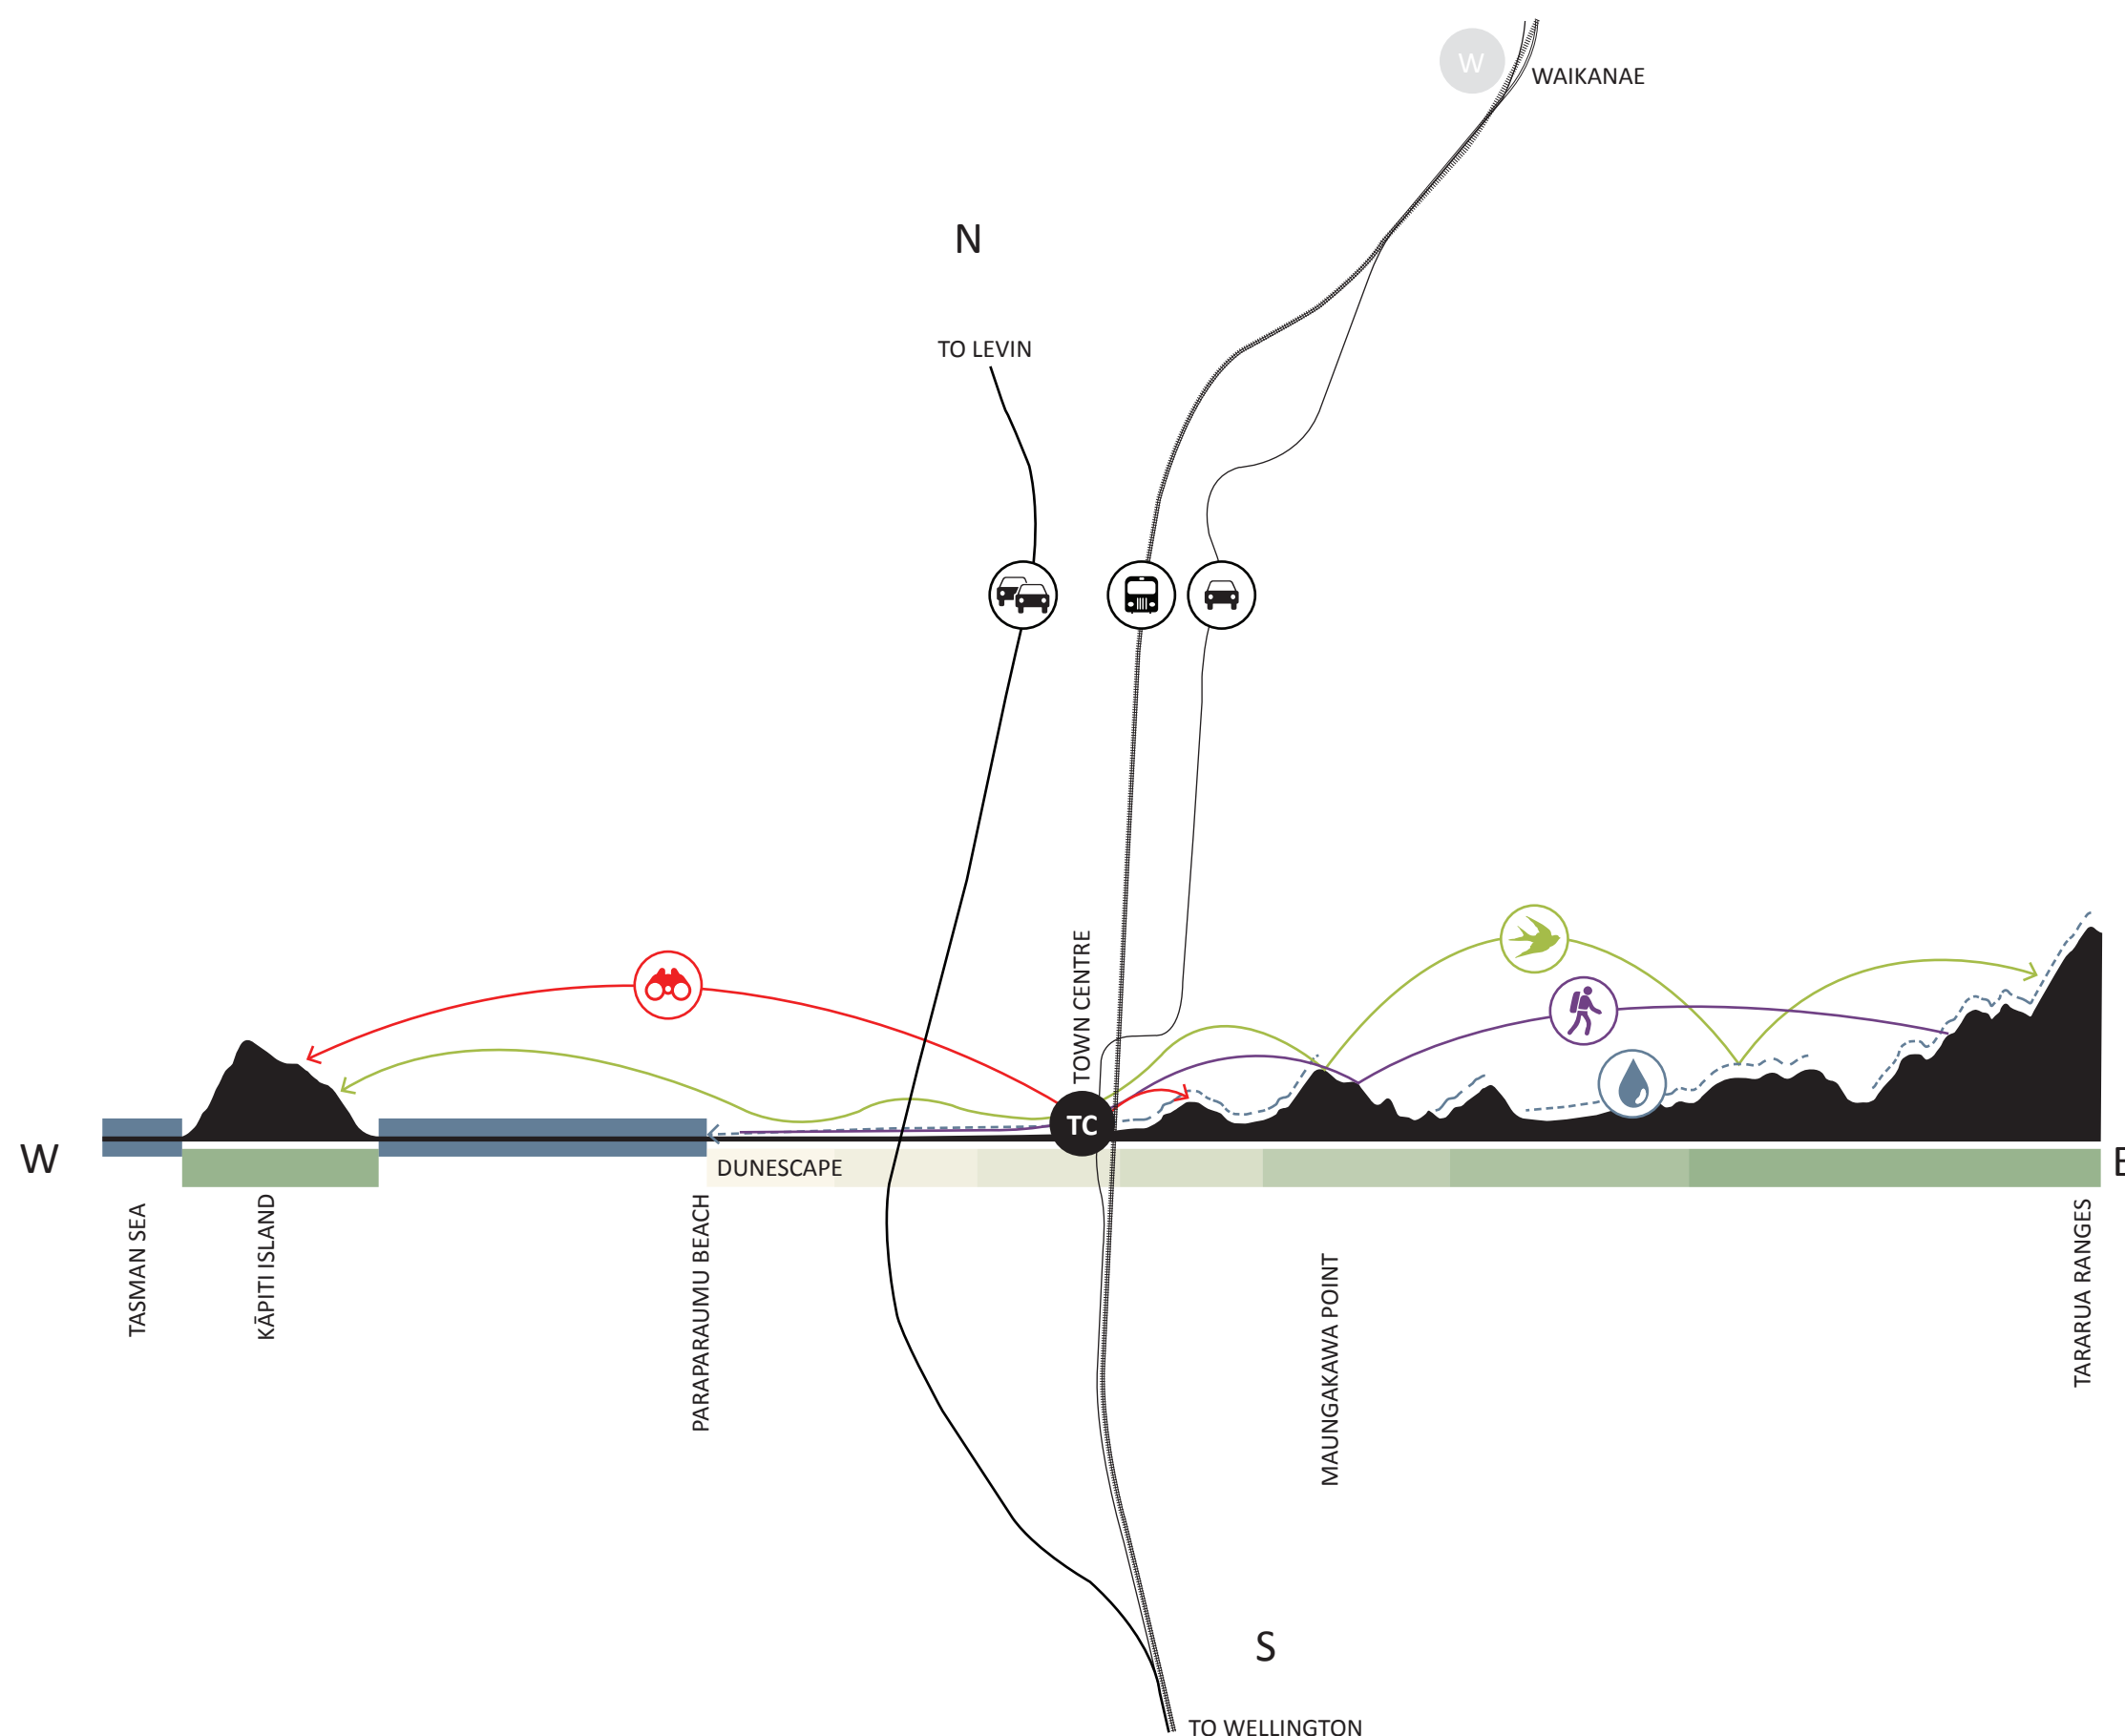 W
WAIKANAE
N
TO LEVIN
TOWN CENTRE
TC
W
DUNESCAPE
E
TASMAN SEA
KĀPITI ISLAND
PARAPARAUMU BEACH
MAUNGAKAWA POINT
TARARUA RANGES
S
TO WELLINGTON